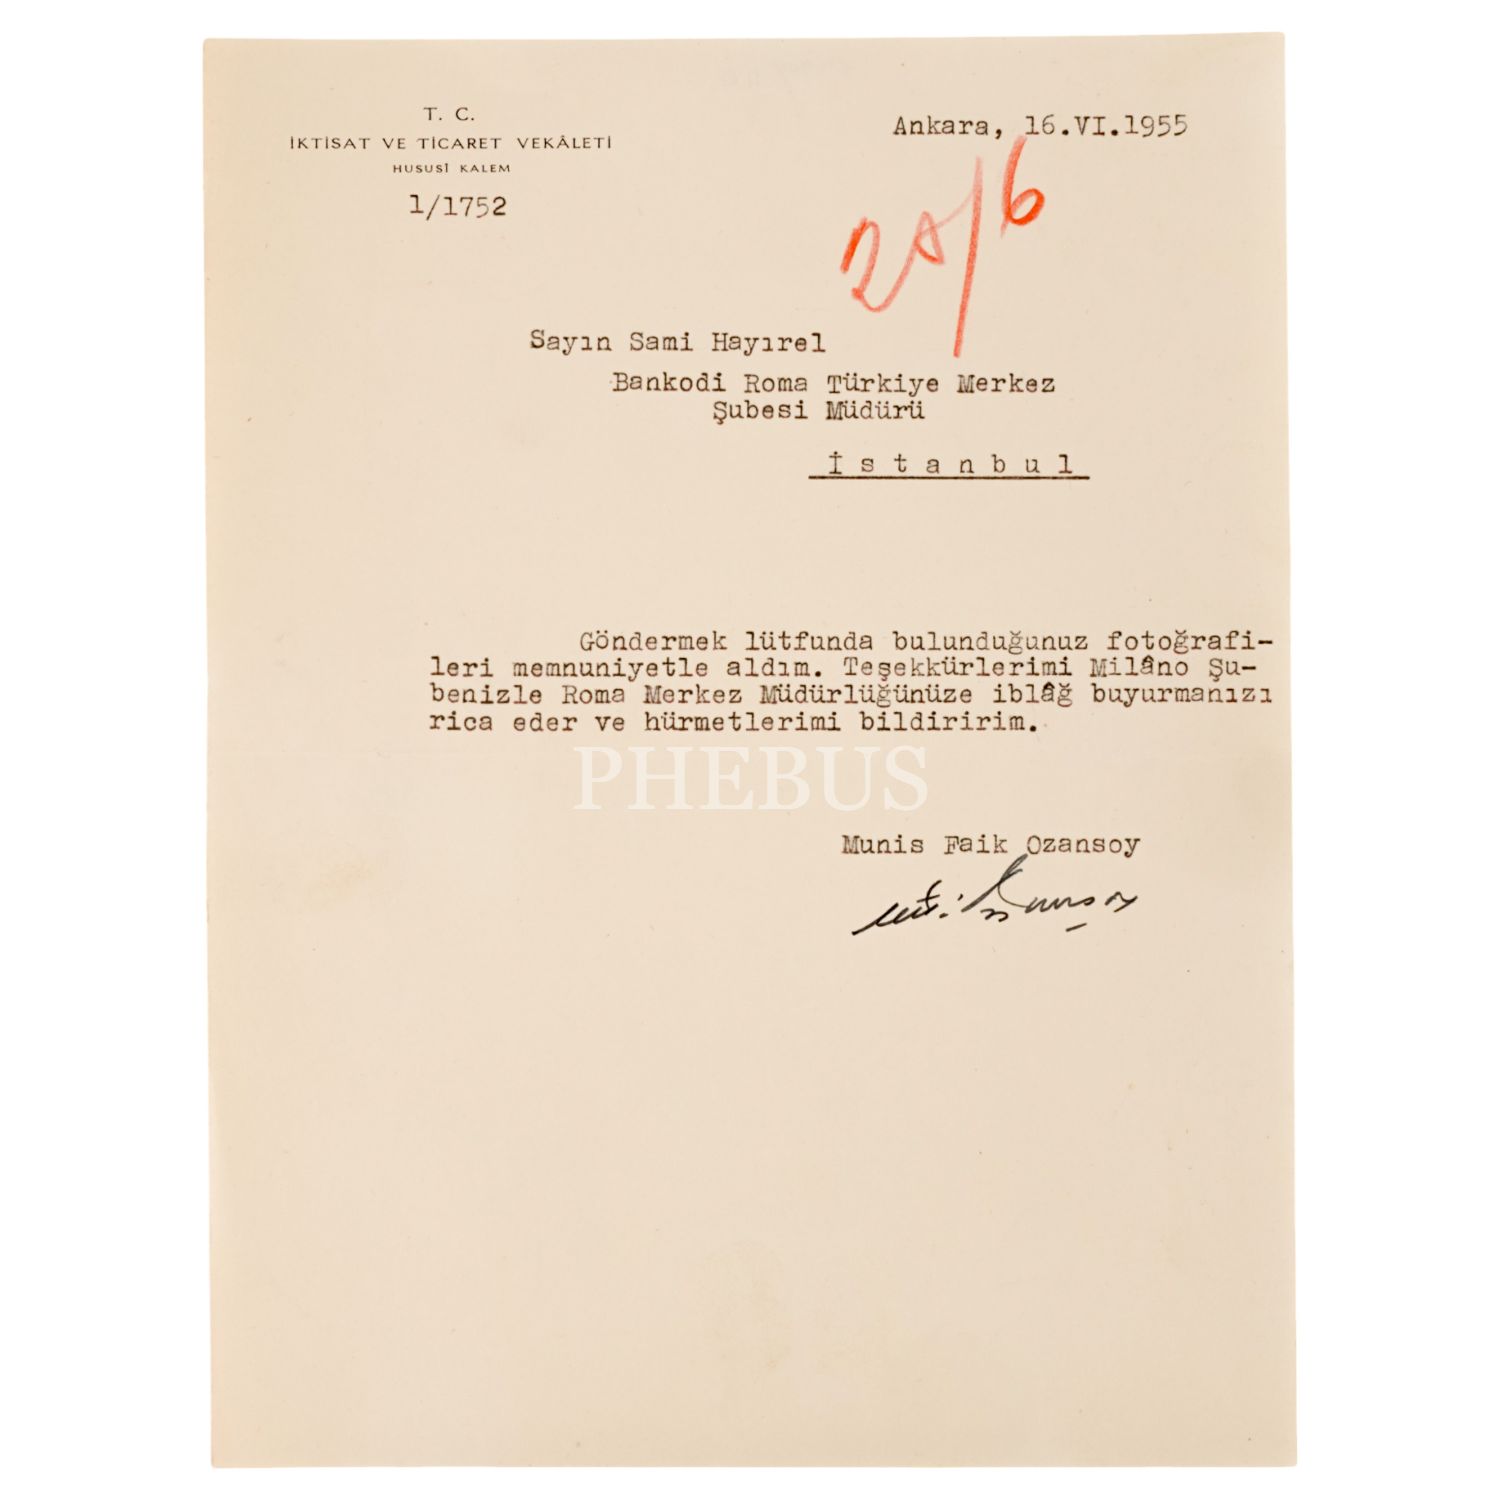 T. C.
İKTİSAT VE TİCARET VEKÂLETİ
HUSUSÎ KALEM
1/1752
Ankara, 16.VI.1955
20/6
Sayın Sami Hayırel
Bankodi Roma Türkiye Merkez
Şubesi Müdürü
İstanbul
Göndermek lütfunda bulunduğunuz fotoğrafi-
leri memnuniyetle aldım. Teşekkürlerimi Milâno Şu-
benizle Roma Merkez Müdürlüğünüze iblâğ buyurmanızı
rica eder ve hürmetlerimi bildiririm.
PHEBUS
Munis Faik Ozansoy